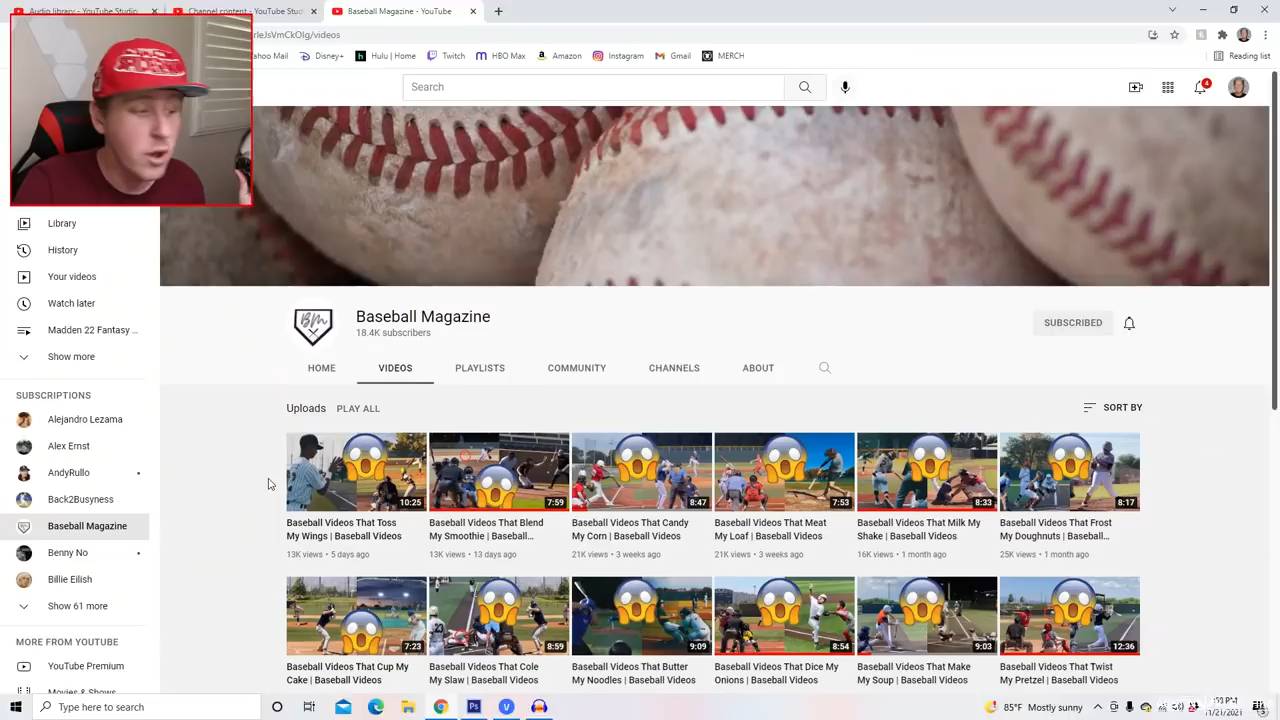 Audio library - YouTube Studio
Channel content - YouTube Studio
Baseball Magazine - YouTube
rleJsVmCkOIg/videos
ahoo Mail
Disney+
Hulu | Home
Twitch
HBO Max
Amazon
Instagram
Gmail
MERCH
Reading list
Search
4
Library
History
Your videos
Watch later
Madden 22 Fantasy ...
Show more
SUBSCRIPTIONS
Alejandro Lezama
Alex Ernst
AndyRullo
Back2Busyness
Baseball Magazine
Benny No
Billie Eilish
Show 61 more
MORE FROM YOUTUBE
YouTube Premium
Movies & Shows
BM
Baseball Magazine
18.4K subscribers
SUBSCRIBED
HOME
VIDEOS
PLAYLISTS
COMMUNITY
CHANNELS
ABOUT
Uploads
PLAY ALL
SORT BY
10:25
Baseball Videos That Toss
My Wings | Baseball Videos
13K views • 5 days ago
7:59
Baseball Videos That Blend
My Smoothie | Baseball...
13K views • 13 days ago
8:47
Baseball Videos That Candy
My Corn | Baseball Videos
21K views • 3 weeks ago
7:53
Baseball Videos That Meat
My Loaf | Baseball Videos
21K views • 3 weeks ago
8:33
Baseball Videos That Milk My
Shake | Baseball Videos
16K views • 1 month ago
8:17
Baseball Videos That Frost
My Doughnuts | Baseball...
25K views • 1 month ago
7:23
Baseball Videos That Cup My
Cake | Baseball Videos
8:59
Baseball Videos That Cole
My Slaw | Baseball Videos
9:09
Baseball Videos That Butter
My Noodles | Baseball Videos
8:54
Baseball Videos That Dice My
Onions | Baseball Videos
9:03
Baseball Videos That Make
My Soup | Baseball Videos
12:36
Baseball Videos That Twist
My Pretzel | Baseball Videos
Type here to search
85°F Mostly sunny
11/21/2021